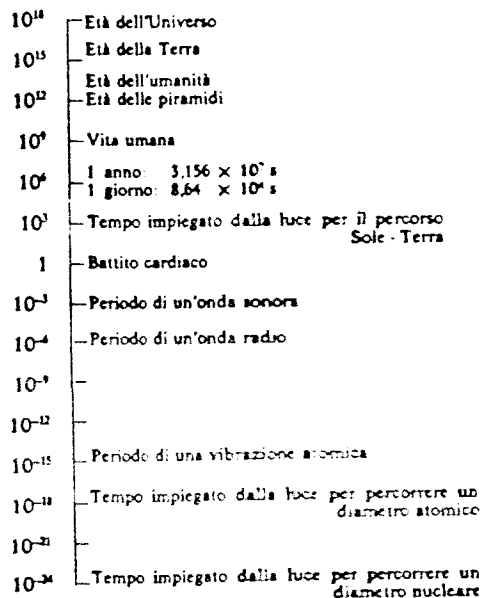 10¹⁸ Età dell'Universo
10¹⁵ Età della Terra
Età dell'umanità
10¹² Età delle piramidi
10⁹ Vita umana
1 anno: 3,156 × 10⁷ s
10⁶ 1 giorno: 8,64 × 10⁴ s
10³ Tempo impiegato dalla luce per il percorso
Sole - Terra
1 Battito cardiaco
10⁻³ Periodo di un'onda sonora
10⁻⁶ Periodo di un'onda radio
10⁻⁹
10⁻¹²
10⁻¹⁵ Periodo di una vibrazione atomica
10⁻¹⁸ Tempo impiegato dalla luce per percorrere un
diametro atomico
10⁻²¹
10⁻²⁴ Tempo impiegato dalla luce per percorrere un
diametro nucleare